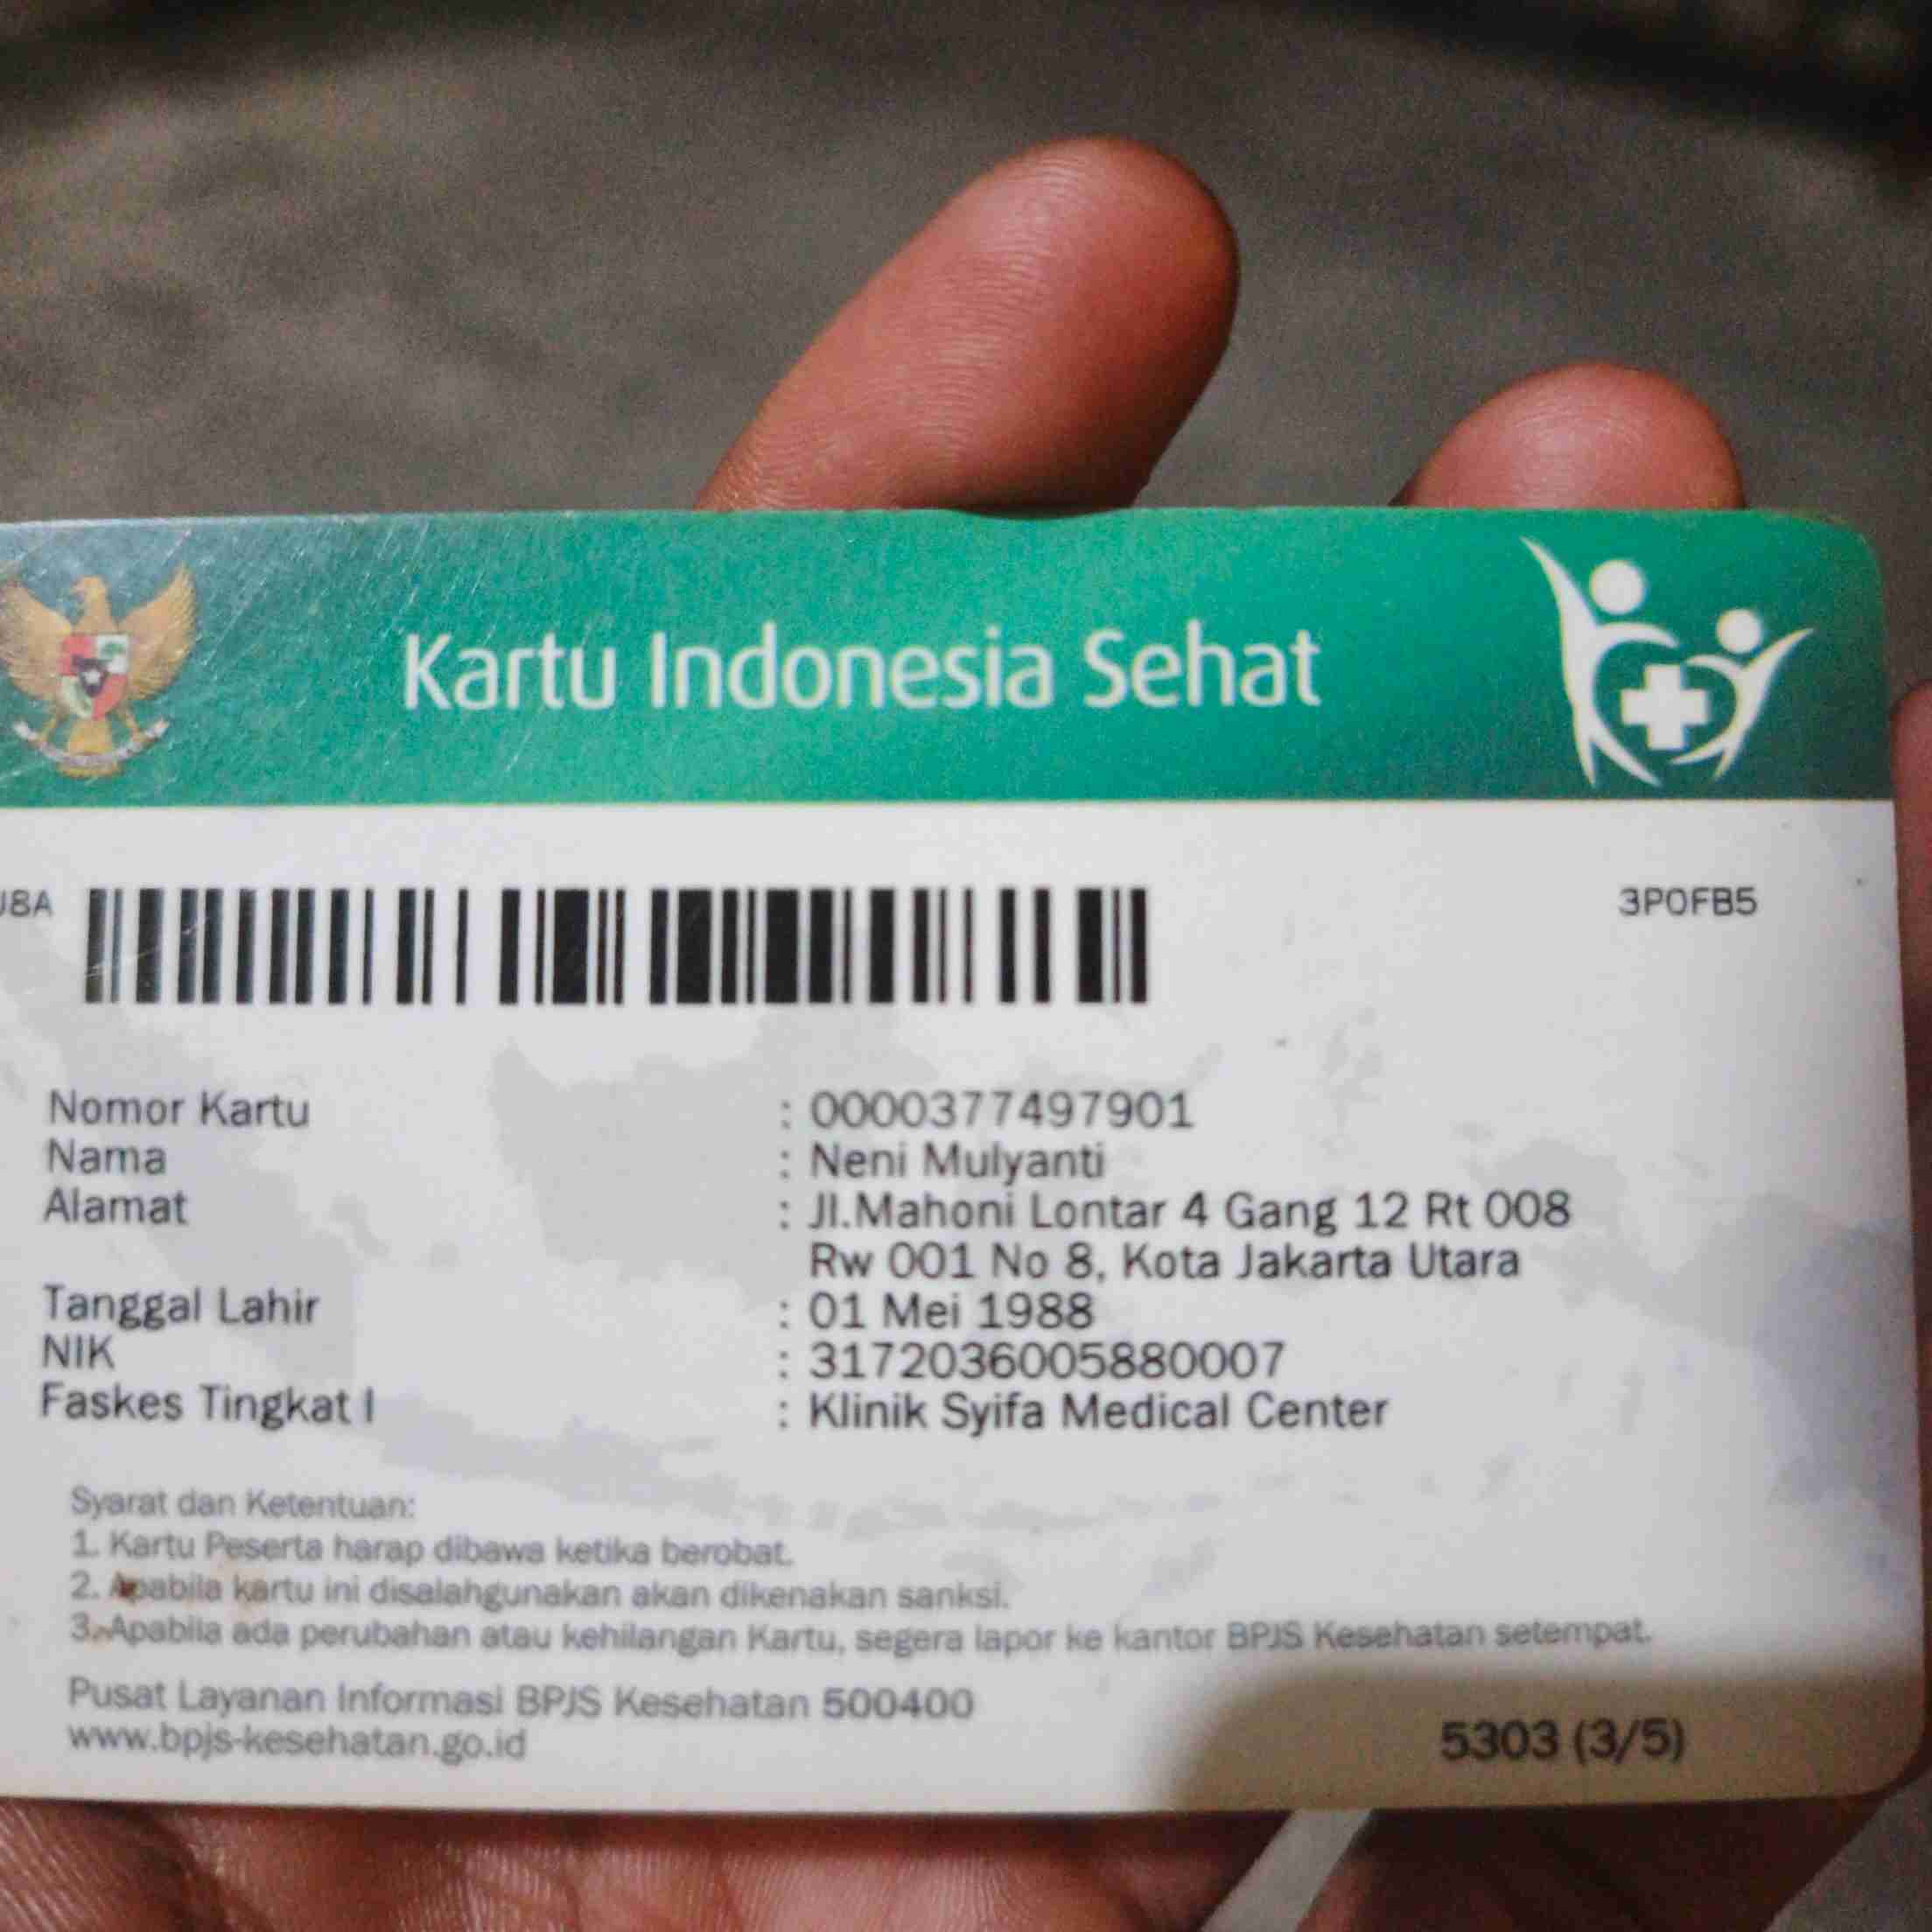 Kartu Indonesia Sehat
J8A 3P0FB5
Nomor Kartu : 0000377497901
Nama : Neni Mulyanti
Alamat : Jl.Mahoni Lontar 4 Gang 12 Rt 008
Rw 001 No 8, Kota Jakarta Utara
Tanggal Lahir : 01 Mei 1988
NIK : 3172036005880007
Faskes Tingkat I : Klinik Syifa Medical Center
Syarat dan Ketentuan:
1. Kartu Peserta harap dibawa ketika berobat.
2. Apabila kartu ini disalahgunakan akan dikenakan sanksi.
3. Apabila ada perubahan atau kehilangan Kartu, segera lapor ke kantor BPJS Kesehatan setempat.
Pusat Layanan Informasi BPJS Kesehatan 500400
www.bpjs-kesehatan.go.id
5303 (3/5)